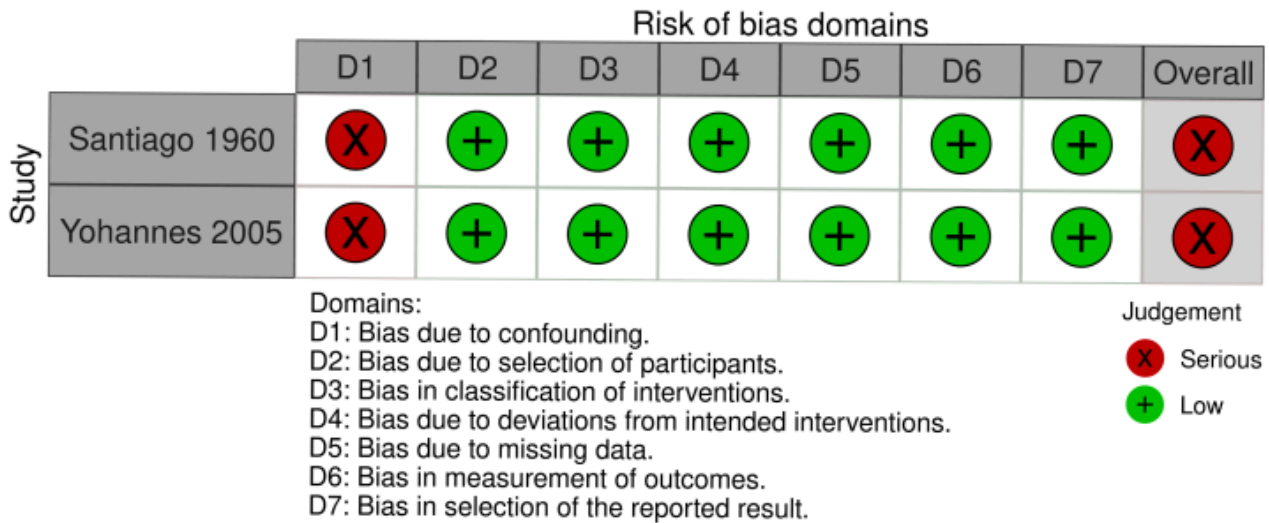 Risk of bias domains
D1 D2 D3 D4 D5 D6 D7 Overall
Study
Santiago 1960 X + + + + + + X
Yohannes 2005 X + + + + + + X
Domains:
D1: Bias due to confounding.
D2: Bias due to selection of participants.
D3: Bias in classification of interventions.
D4: Bias due to deviations from intended interventions.
D5: Bias due to missing data.
D6: Bias in measurement of outcomes.
D7: Bias in selection of the reported result.
Judgement
X Serious
+ Low